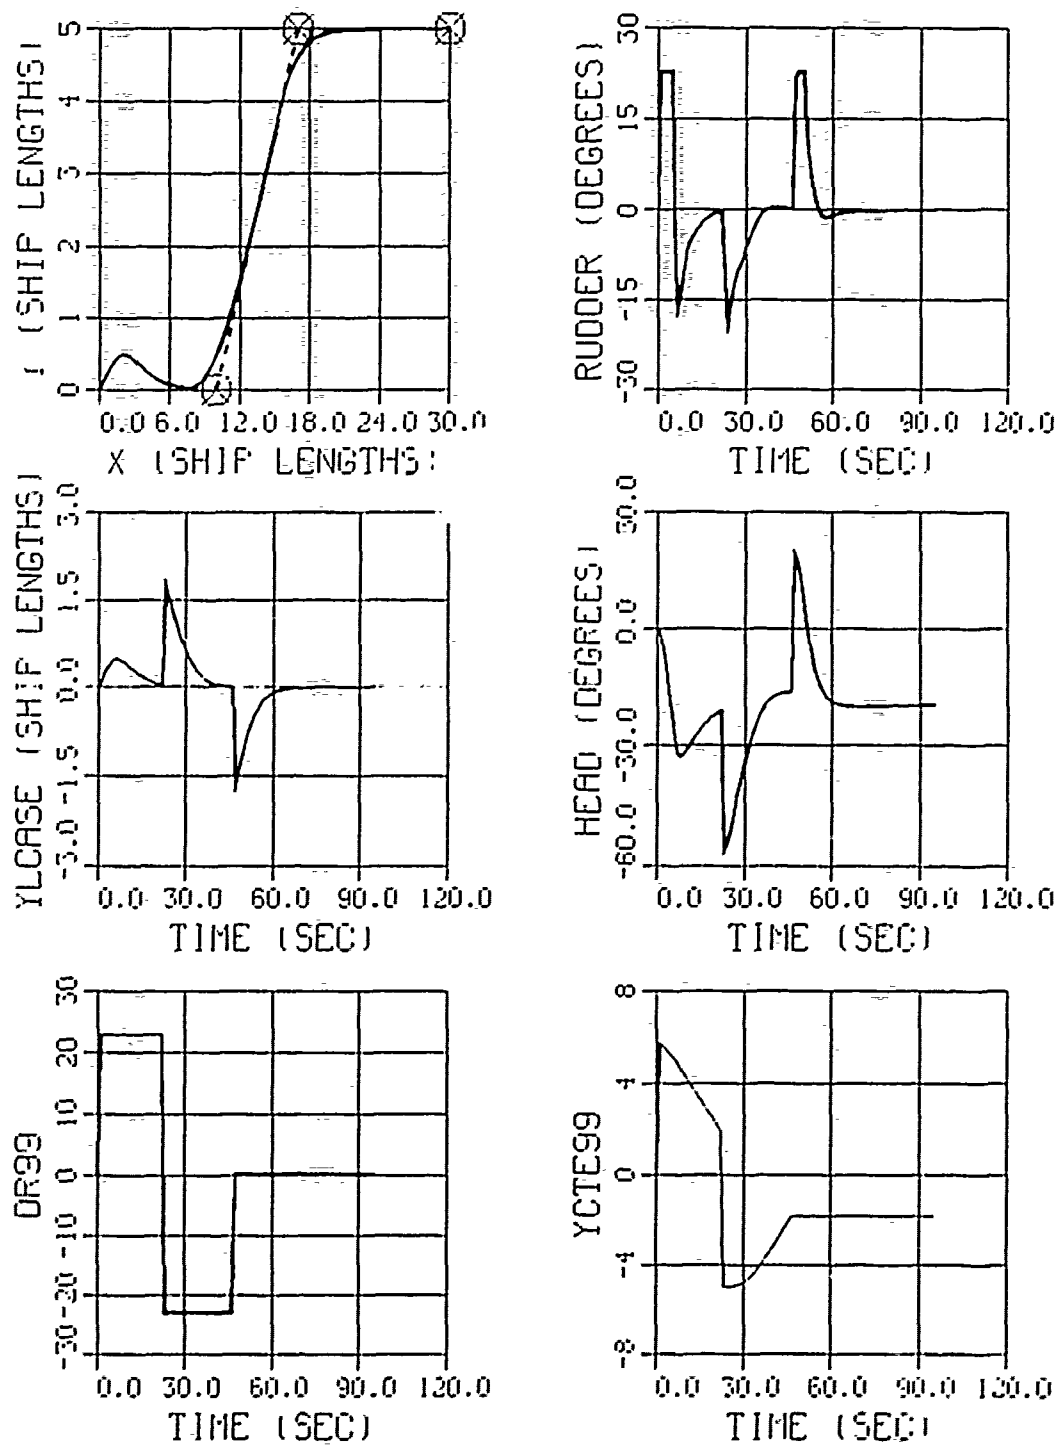 5
4
3
2
1
0
(SHIP LENGTHS)
0.0 6.0 12.0 18.0 24.0 30.0
X (SHIP LENGTHS)
30
15
0
-15
-30
RUDDER (DEGREES)
0.0 30.0 60.0 90.0 120.0
TIME (SEC)
3.0
1.5
0.0
-1.5
-3.0
YLCASE (SHIP LENGTHS)
0.0 30.0 60.0 90.0 120.0
TIME (SEC)
30.0
0.0
-30.0
-60.0
HEAD (DEGREES)
0.0 30.0 60.0 90.0 120.0
TIME (SEC)
30
20
10
0
-10
-20
-30
DR99
0.0 30.0 60.0 90.0 120.0
TIME (SEC)
8
4
0
-4
-8
YCTE99
0.0 30.0 60.0 90.0 120.0
TIME (SEC)